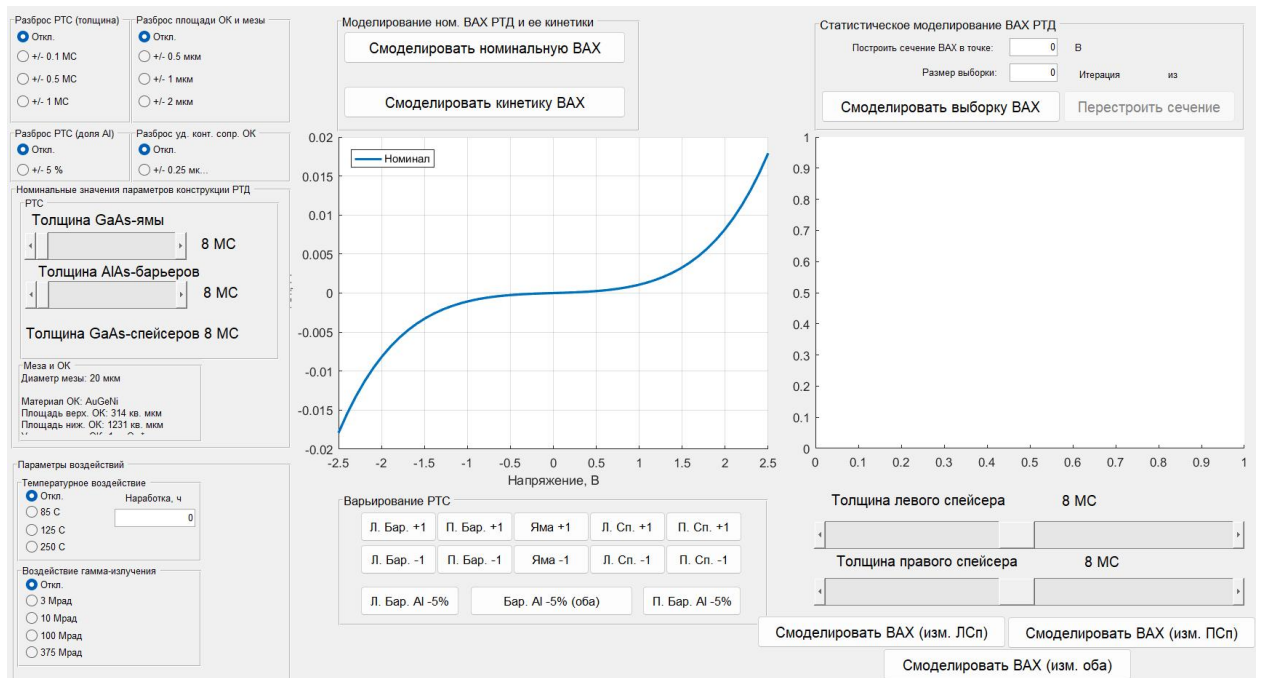 Разброс РТС (толщина)
Откл.
+/- 0.1 МС
+/- 0.5 МС
+/- 1 МС
Разброс площади ОК и мезы
Откл.
+/- 0.5 мкм
+/- 1 мкм
+/- 2 мкм
Разброс РТС (доля Al)
Откл.
+/- 5 %
Разброс уд. конт. сопр. ОК
Откл.
+/- 0.25 мк...
Номинальные значения параметров конструкции РТД
РТС
Толщина GaAs-ямы
8 МС
Толщина AlAs-барьеров
8 МС
Толщина GaAs-спейсеров 8 МС
Меза и ОК
Диаметр мезы: 20 мкм
Материал ОК: AuGeNi
Площадь верх. ОК: 314 кв. мкм
Площадь ниж. ОК: 1231 кв. мкм
Параметры воздействий
Температурное воздействие
Откл.
85 С
125 С
250 С
Наработка, ч
0
Воздействие гамма-излучения
Откл.
3 Мрад
10 Мрад
100 Мрад
375 Мрад
Моделирование ном. ВАХ РТД и ее кинетики
Смоделировать номинальную ВАХ
Смоделировать кинетику ВАХ
Номинал
0.02
0.015
0.01
0.005
0
-0.005
-0.01
-0.015
-0.02
-2.5 -2 -1.5 -1 -0.5 0 0.5 1 1.5 2 2.5
Напряжение, В
Варьирование РТС
Л. Бар. +1 П. Бар. +1 Яма +1 Л. Сп. +1 П. Сп. +1
Л. Бар. -1 П. Бар. -1 Яма -1 Л. Сп. -1 П. Сп. -1
Л. Бар. Al -5% Бар. Al -5% (оба) П. Бар. Al -5%
Статистическое моделирование ВАХ РТД
Построить сечение ВАХ в точке: 0 В
Размер выборки: 0 Итерация из
Смоделировать выборку ВАХ Перестроить сечение
1
0.9
0.8
0.7
0.6
0.5
0.4
0.3
0.2
0.1
0
0 0.1 0.2 0.3 0.4 0.5 0.6 0.7 0.8 0.9 1
Толщина левого спейсера 8 МС
Толщина правого спейсера 8 МС
Смоделировать ВАХ (изм. ЛСп) Смоделировать ВАХ (изм. ПСп)
Смоделировать ВАХ (изм. оба)